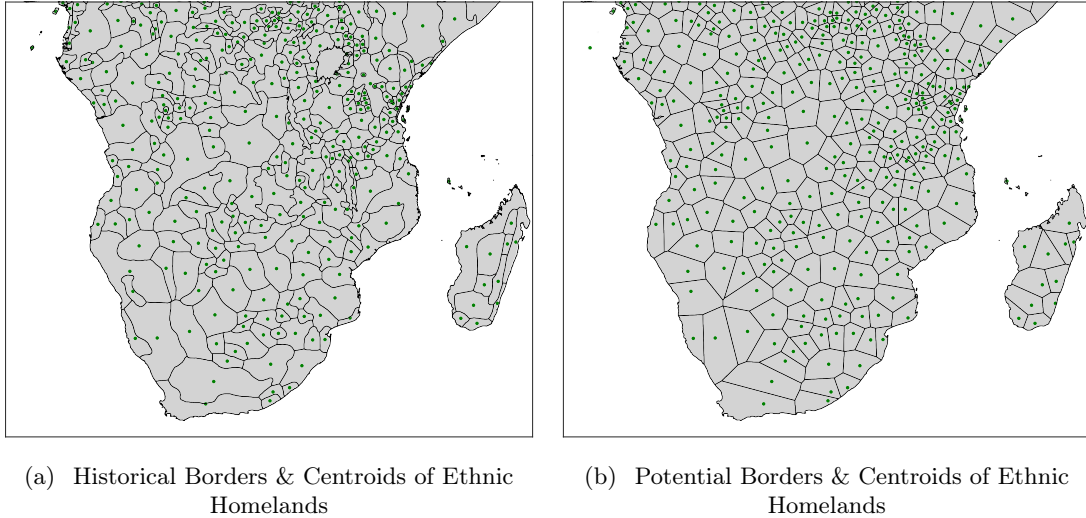 (a) Historical Borders & Centroids of Ethnic
Homelands
(b) Potential Borders & Centroids of Ethnic
Homelands